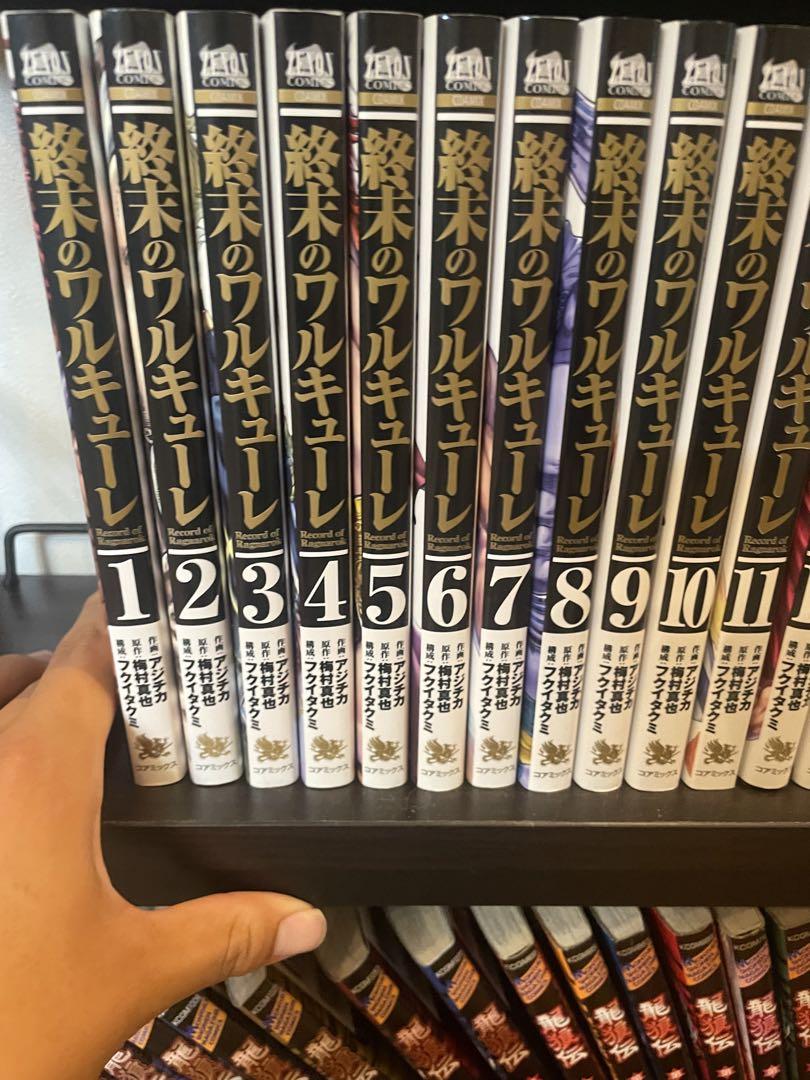 ZENON
COMICS
COAMIX
終末のワルキューレ
Record of
Ragnarok
1
作画:アジチカ
原作:梅村真也
構成:フクイタクミ
コアミックス
ZENON
COMICS
COAMIX
終末のワルキューレ
Record of
Ragnarok
2
作画:アジチカ
原作:梅村真也
構成:フクイタクミ
コアミックス
ZENON
COMICS
COAMIX
終末のワルキューレ
Record of
Ragnarok
3
作画:アジチカ
原作:梅村真也
構成:フクイタクミ
コアミックス
ZENON
COMICS
COAMIX
終末のワルキューレ
Record of
Ragnarok
4
作画:アジチカ
原作:梅村真也
構成:フクイタクミ
コアミックス
ZENON
COMICS
COAMIX
終末のワルキューレ
Record of
Ragnarok
5
作画:アジチカ
原作:梅村真也
構成:フクイタクミ
コアミックス
ZENON
COMICS
COAMIX
終末のワルキューレ
Record of
Ragnarok
6
作画:アジチカ
原作:梅村真也
構成:フクイタクミ
コアミックス
ZENON
COMICS
COAMIX
終末のワルキューレ
Record of
Ragnarok
7
作画:アジチカ
原作:梅村真也
構成:フクイタクミ
コアミックス
ZENON
COMICS
COAMIX
終末のワルキューレ
Record of
Ragnarok
8
作画:アジチカ
原作:梅村真也
構成:フクイタクミ
コアミックス
ZENON
COMICS
COAMIX
終末のワルキューレ
Record of
Ragnarok
9
作画:アジチカ
原作:梅村真也
構成:フクイタクミ
コアミックス
ZENON
COMICS
COAMIX
終末のワルキューレ
Record of
Ragnarok
10
作画:アジチカ
原作:梅村真也
構成:フクイタクミ
コアミックス
ZENON
COMICS
COAMIX
終末のワルキューレ
Record of
Ragnarok
11
作画:アジチカ
原作:梅村真也
構成:フクイタクミ
コアミックス
龍狼伝
龍狼伝
龍狼伝
龍狼伝
龍狼伝